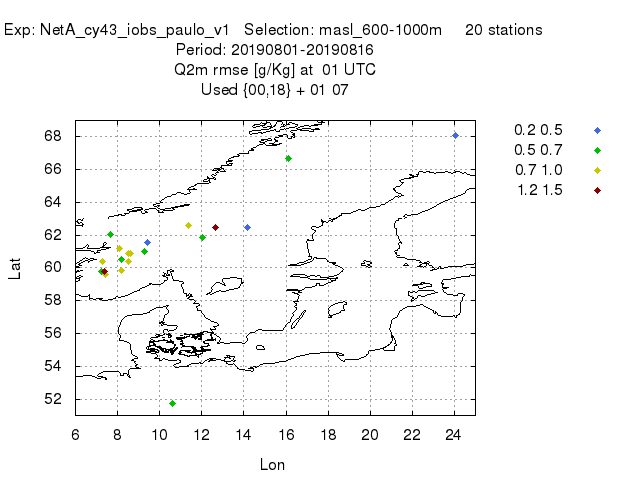 Exp: NetA_cy43_iobs_paulo_v1 Selection: masl_600-1000m 20 stations
Period: 20190801-20190816
Q2m rmse [g/Kg] at 01 UTC
Used {00,18} + 01 07
0.2 0.5
0.5 0.7
0.7 1.0
1.2 1.5
68
66
64
62
60
58
56
54
52
Lat
6 8 10 12 14 16 18 20 22 24
Lon